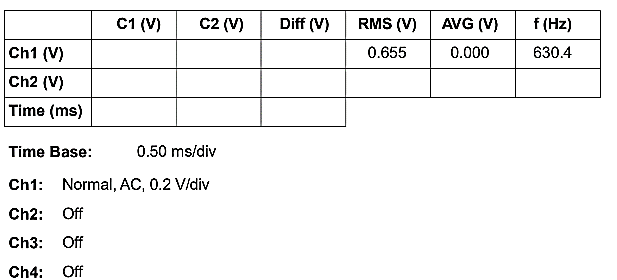 C1 (V) C2 (V) Diff (V) RMS (V) AVG (V) f (Hz)
Ch1 (V) 0.655 0.000 630.4
Ch2 (V)
Time (ms)
Time Base: 0.50 ms/div
Ch1: Normal, AC, 0.2 V/div
Ch2: Off
Ch3: Off
Ch4: Off